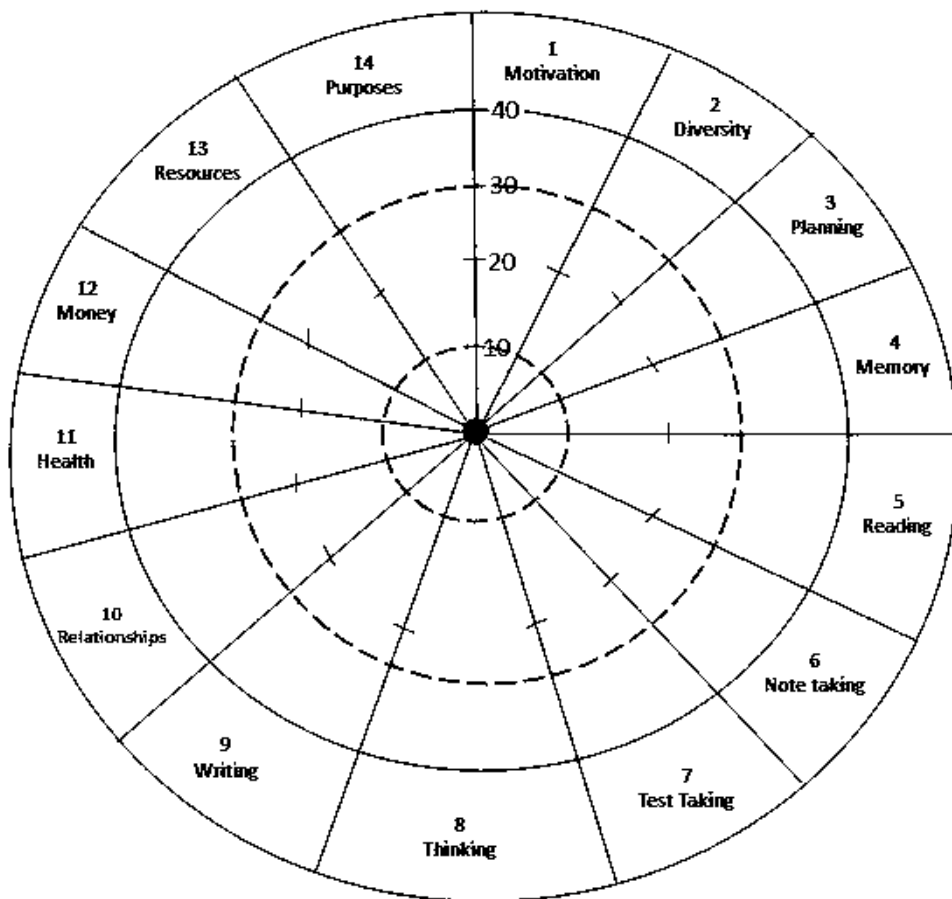 1
Motivation
2
Diversity
3
Planning
4
Memory
5
Reading
6
Note taking
7
Test Taking
8
Thinking
9
Writing
10
Relationships
11
Health
12
Money
13
Resources
14
Purposes
40
30
20
10